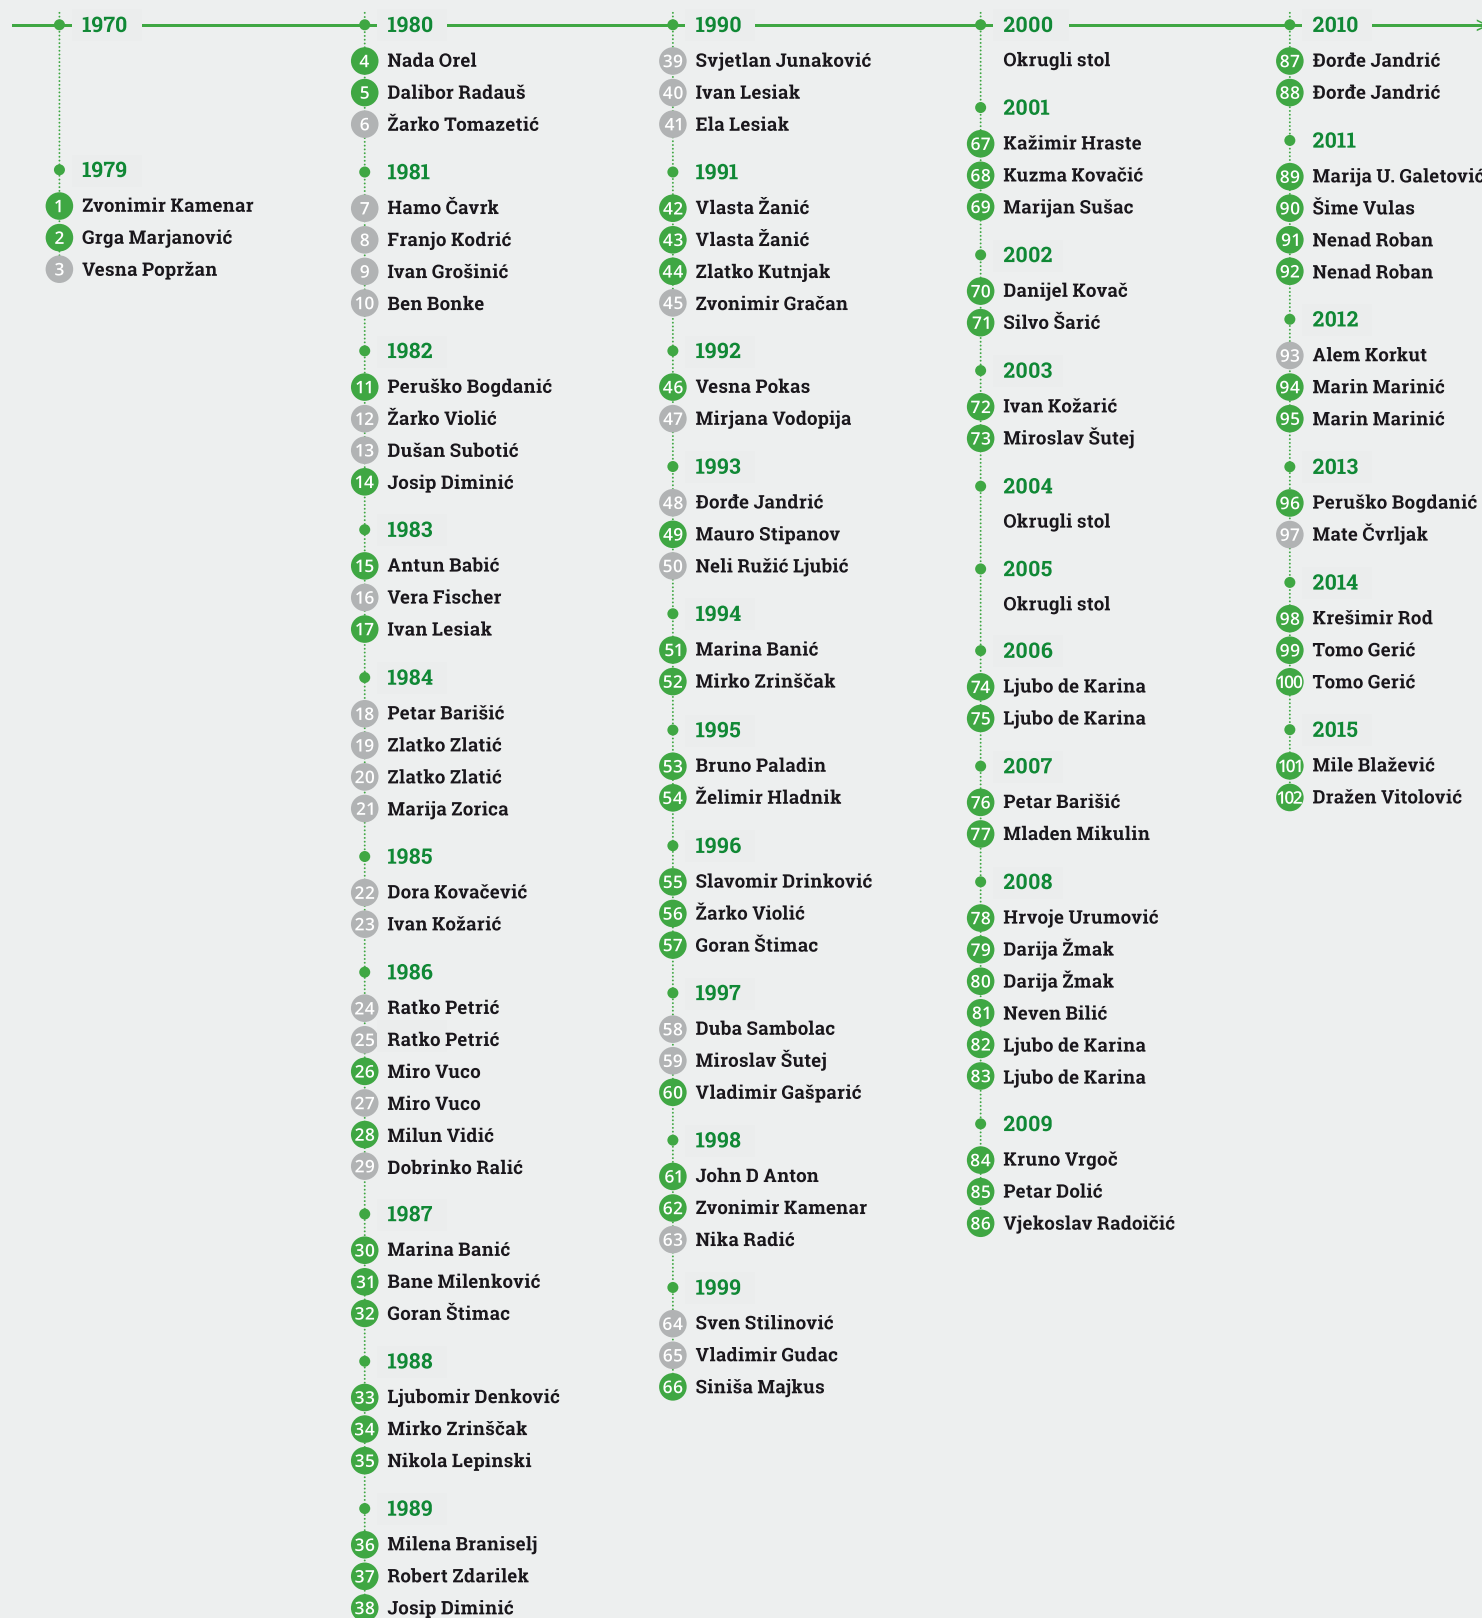 1970
1979
1 Zvonimir Kamenar
2 Grga Marjanović
3 Vesna Popržan
1980
4 Nada Orel
5 Dalibor Radauš
6 Žarko Tomazetić
1981
7 Hamo Čavrk
8 Franjo Kodrić
9 Ivan Grošinić
10 Ben Bonke
1982
11 Peruško Bogdanić
12 Žarko Violić
13 Dušan Subotić
14 Josip Diminić
1983
15 Antun Babić
16 Vera Fischer
17 Ivan Lesiak
1984
18 Petar Barišić
19 Zlatko Zlatić
20 Zlatko Zlatić
21 Marija Zorica
1985
22 Dora Kovačević
23 Ivan Kožarić
1986
24 Ratko Petrić
25 Ratko Petrić
26 Miro Vuco
27 Miro Vuco
28 Milun Vidić
29 Dobrinko Ralić
1987
30 Marina Banić
31 Bane Milenković
32 Goran Štimac
1988
33 Ljubomir Denković
34 Mirko Zrinščak
35 Nikola Lepinski
1989
36 Milena Braniselj
37 Robert Zdarilek
38 Josip Diminić
1990
39 Svjetlan Junaković
40 Ivan Lesiak
41 Ela Lesiak
1991
42 Vlasta Žanić
43 Vlasta Žanić
44 Zlatko Kutnjak
45 Zvonimir Gračan
1992
46 Vesna Pokas
47 Mirjana Vodopija
1993
48 Đorđe Jandrić
49 Mauro Stipanov
50 Neli Ružić Ljubić
1994
51 Marina Banić
52 Mirko Zrinščak
1995
53 Bruno Paladin
54 Želimir Hladnik
1996
55 Slavomir Drinković
56 Žarko Violić
57 Goran Štimac
1997
58 Duba Sambolac
59 Miroslav Šutej
60 Vladimir Gašparić
1998
61 John D Anton
62 Zvonimir Kamenar
63 Nika Radić
1999
64 Sven Stilinović
65 Vladimir Gudac
66 Siniša Majkus
2000
Okrugli stol
2001
67 Kažimir Hraste
68 Kuzma Kovačić
69 Marijan Sušac
2002
70 Danijel Kovač
71 Silvo Šarić
2003
72 Ivan Kožarić
73 Miroslav Šutej
2004
Okrugli stol
2005
Okrugli stol
2006
74 Ljubo de Karina
75 Ljubo de Karina
2007
76 Petar Barišić
77 Mladen Mikulin
2008
78 Hrvoje Urumović
79 Darija Žmak
80 Darija Žmak
81 Neven Bilić
82 Ljubo de Karina
83 Ljubo de Karina
2009
84 Kruno Vrgoč
85 Petar Dolić
86 Vjekoslav Radoičić
2010
87 Đorđe Jandrić
88 Đorđe Jandrić
2011
89 Marija U. Galetović
90 Šime Vulas
91 Nenad Roban
92 Nenad Roban
2012
93 Alem Korkut
94 Marin Marinić
95 Marin Marinić
2013
96 Peruško Bogdanić
97 Mate Čvrljak
2014
98 Krešimir Rod
99 Tomo Gerić
100 Tomo Gerić
2015
101 Mile Blažević
102 Dražen Vitolović